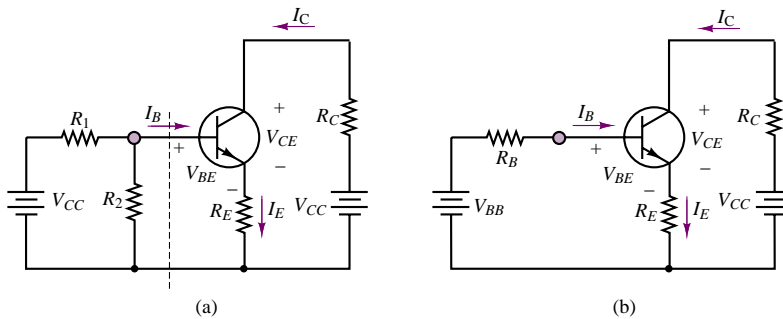 I_C
R_1
I_B
+
R_C
+
V_CE
−
V_BE
−
V_CC
R_2
R_E
I_E
V_CC
(a)
I_C
I_B
+
R_C
R_B
+
V_CE
−
V_BE
−
V_BB
R_E
I_E
V_CC
(b)